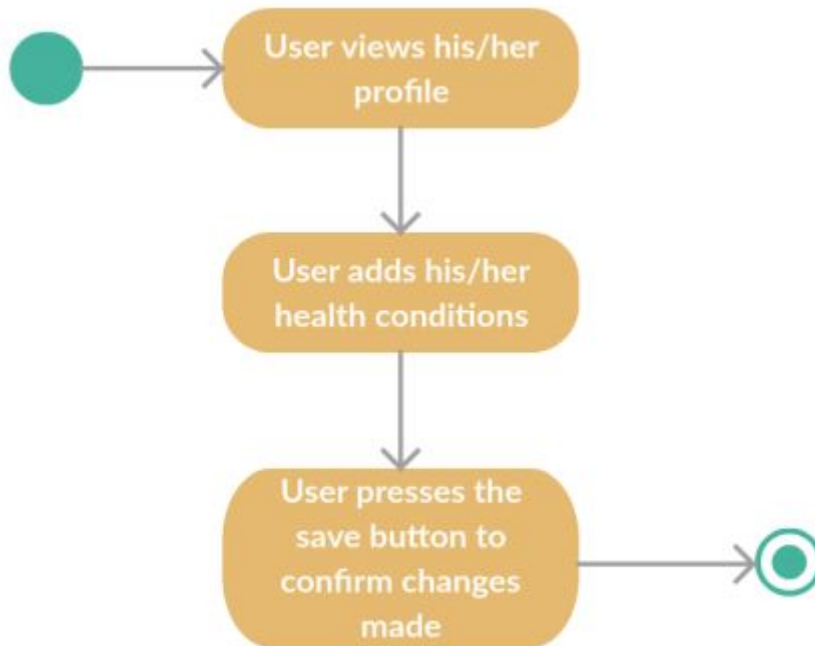 User views his/her
profile
User adds his/her
health conditions
User presses the
save button to
confirm changes
made